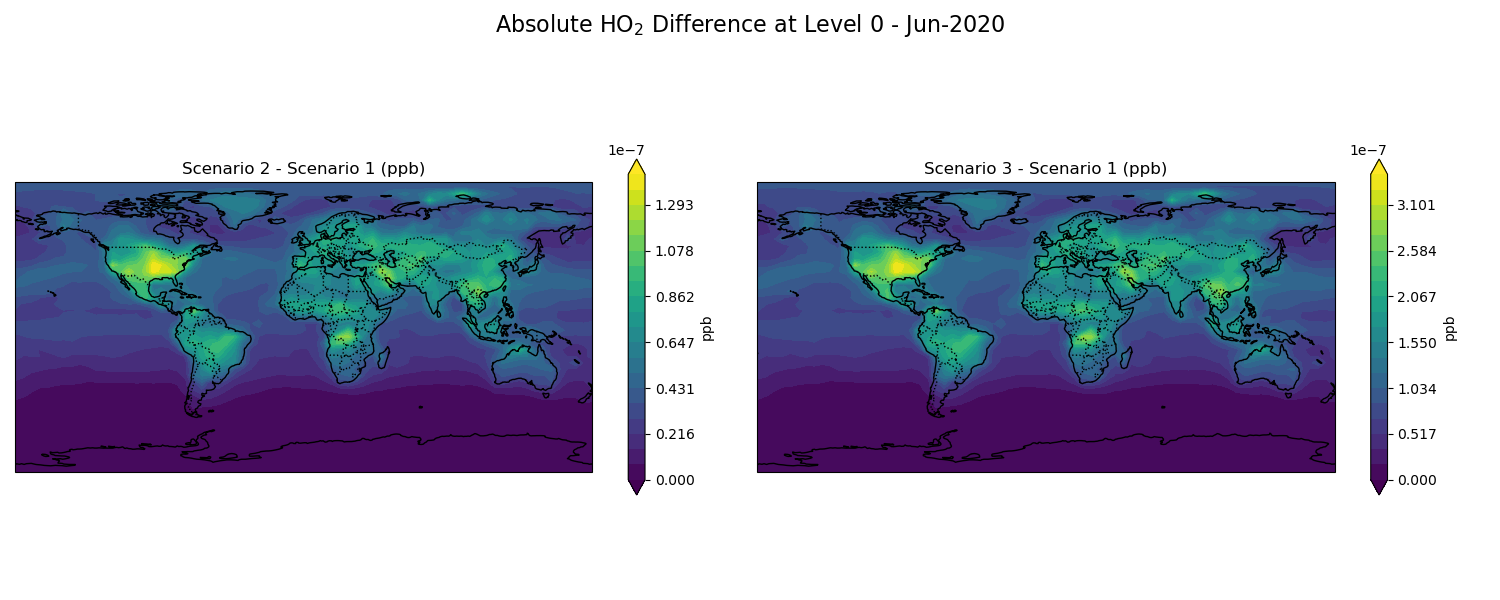 Absolute HO₂ Difference at Level 0 - Jun-2020
Scenario 2 - Scenario 1 (ppb)
1e−7
1.293
1.078
0.862
0.647
0.431
0.216
0.000
ppb
Scenario 3 - Scenario 1 (ppb)
1e−7
3.101
2.584
2.067
1.550
1.034
0.517
0.000
ppb